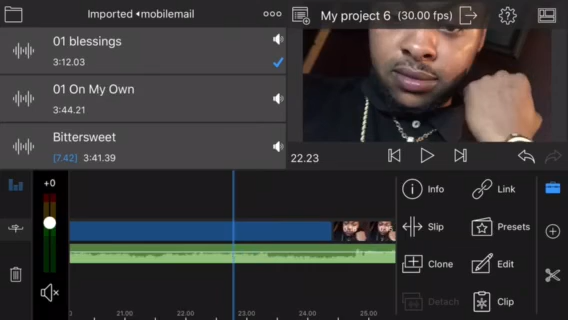 Imported ◂mobilemail
My project 6 (30.00 fps)
01 blessings
3:12.03
01 On My Own
3:44.21
Bittersweet
[7.42] 3:41.39
22.23
+0
Info
Link
Slip
Presets
Clone
Edit
Detach
Clip
21.00
22.00
23.00
24.00
25.00